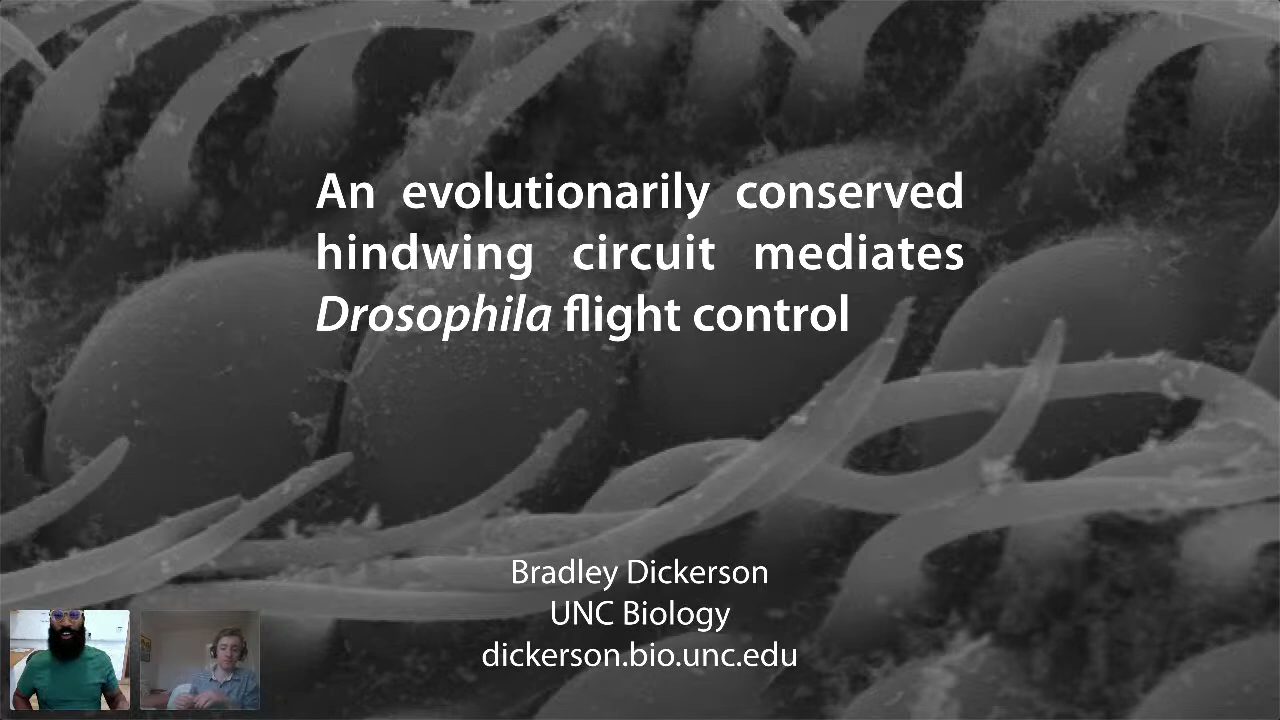 An evolutionarily conserved
hindwing circuit mediates
Drosophila flight control
Bradley Dickerson
UNC Biology
dickerson.bio.unc.edu